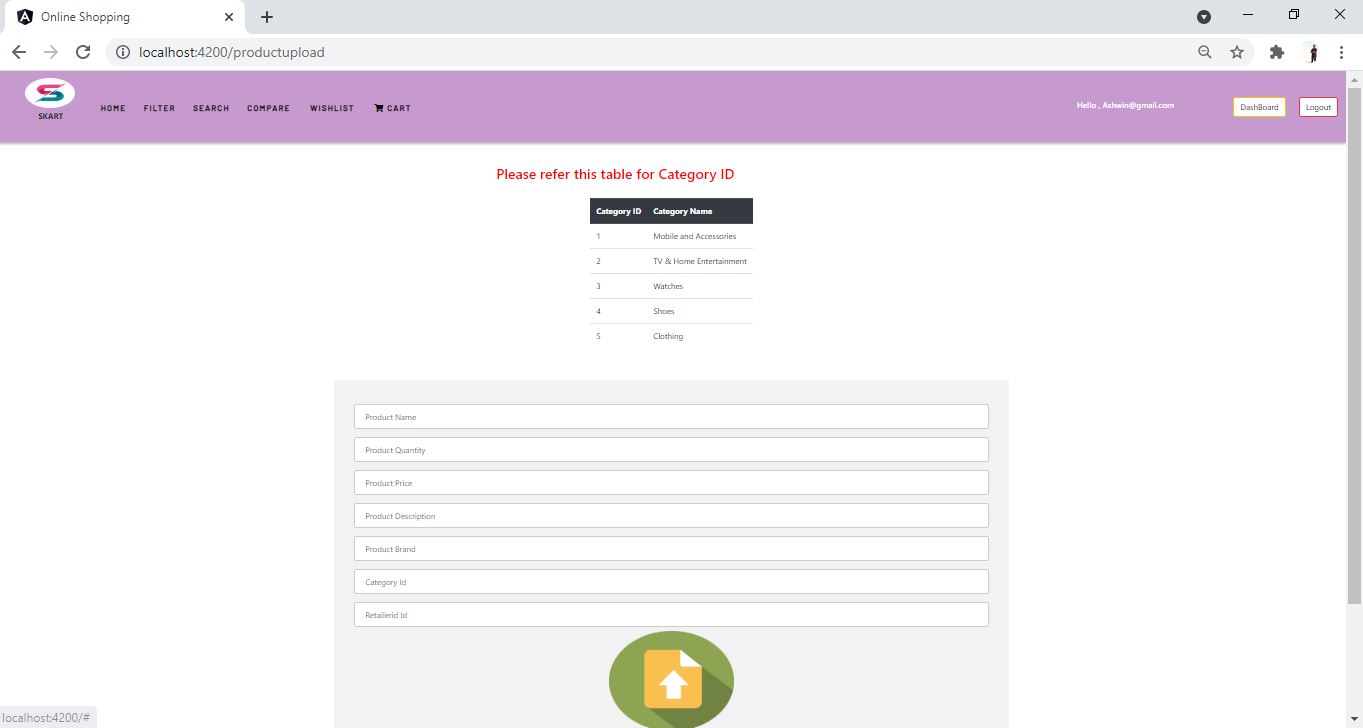 Online Shopping
localhost:4200/productupload
SKART
HOME FILTER SEARCH COMPARE WISHLIST CART
Hello , Ashwin@gmail.com
DashBoard Logout
Please refer this table for Category ID
Category ID Category Name
1 Mobile and Accessories
2 TV & Home Entertainment
3 Watches
4 Shoes
5 Clothing
Product Name
Product Quantity
Product Price
Product Description
Product Brand
Category Id
Retailerid Id
localhost:4200/#